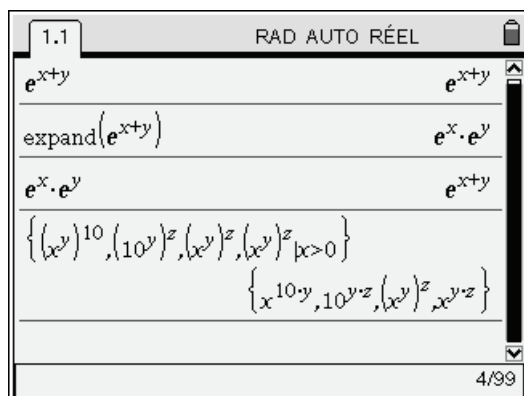 1.1 RAD AUTO RÉEL
e^{x+y} e^{x+y}
expand(e^{x+y}) e^x·e^y
e^x·e^y e^{x+y}
{(x^y)^{10},(10^y)^z,(x^y)^z,(x^y)^z|x>0}
{x^{10·y},10^{y·z},(x^y)^z,x^{y·z}}
4/99